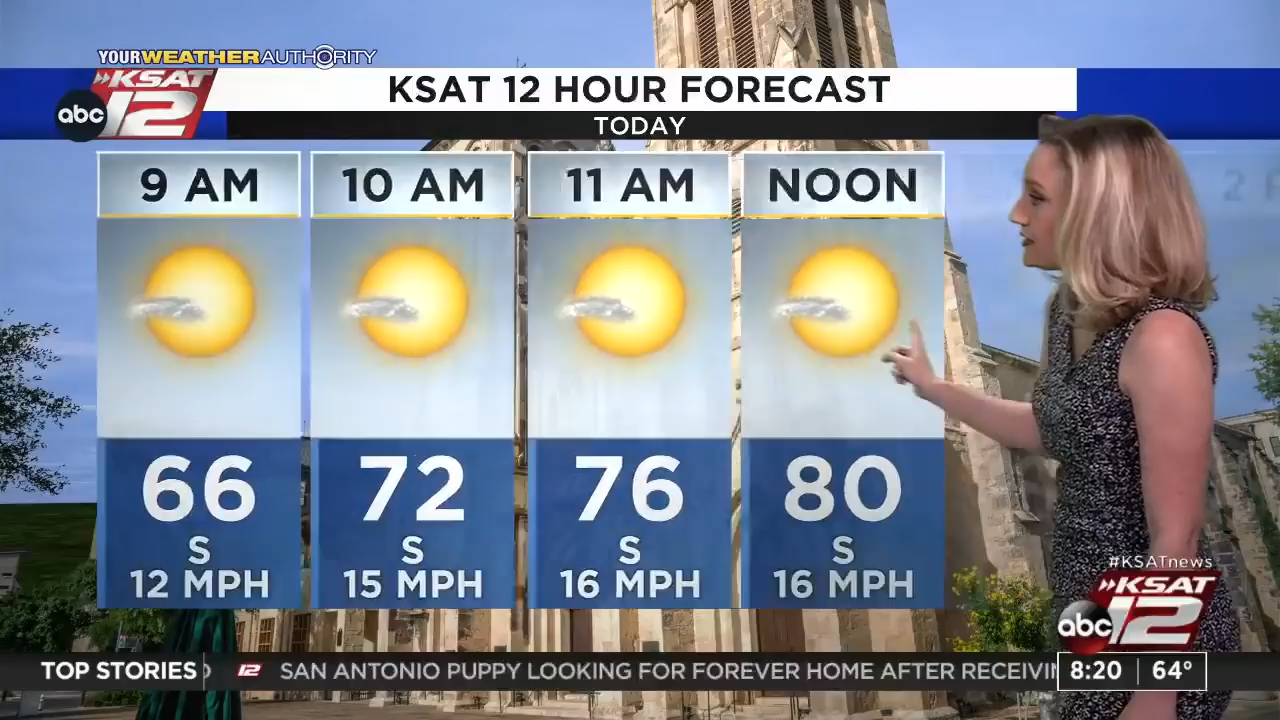 YOURWEATHERAUTHORITY
KSAT
12
abc
KSAT 12 HOUR FORECAST
TODAY
9 AM
10 AM
11 AM
NOON
2
66
72
76
80
S
S
S
S
12 MPH
15 MPH
16 MPH
16 MPH
#KSATnews
KSAT
12
abc
TOP STORIES
12
SAN ANTONIO PUPPY LOOKING FOR FOREVER HOME AFTER RECEIVIN
8:20
64°